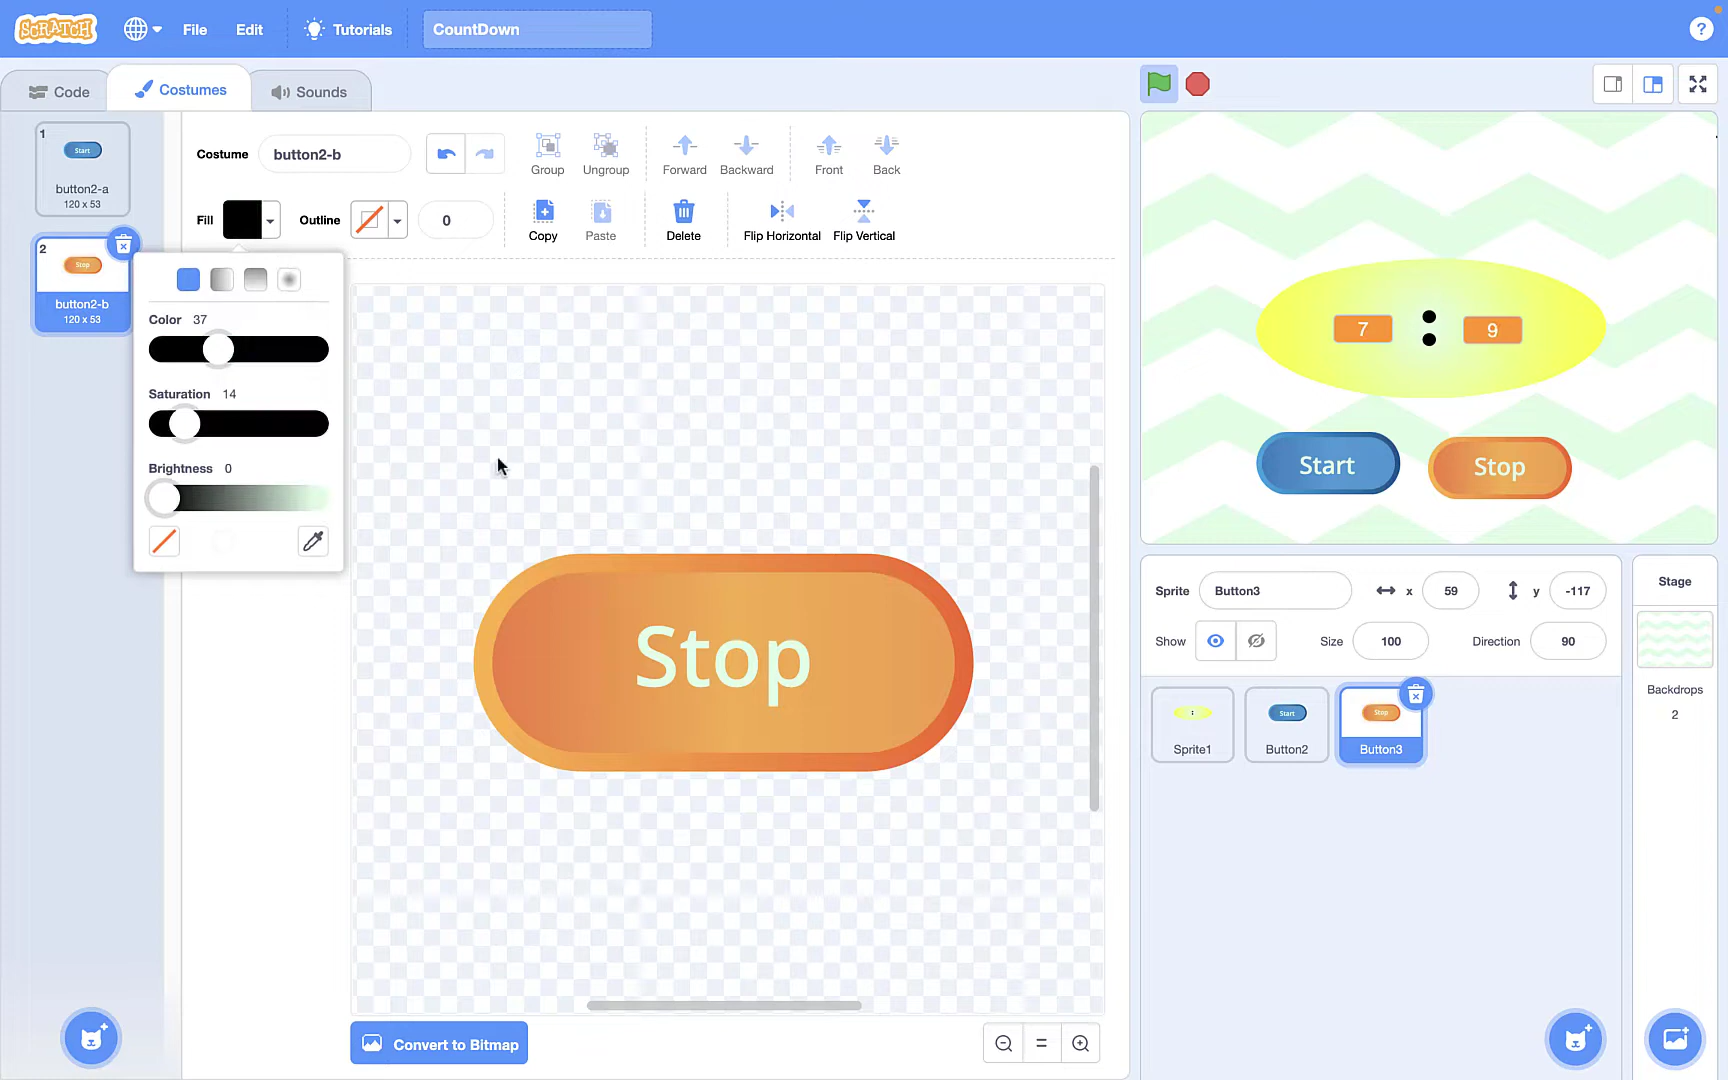 SCRATCH
File
Edit
Tutorials
CountDown
?
Code
Costumes
Sounds
1
Start
button2-a
120 x 53
2
Stop
button2-b
120 x 53
Costume
button2-b
Group
Ungroup
Forward
Backward
Front
Back
Fill
Outline
0
Copy
Paste
Delete
Flip Horizontal
Flip Vertical
Color 37
Saturation 14
Brightness 0
Stop
Convert to Bitmap
7
:
9
Start
Stop
Sprite
Button3
x
59
y
-117
Show
Size
100
Direction
90
Sprite1
Start
Button2
Stop
Button3
Stage
Backdrops
2